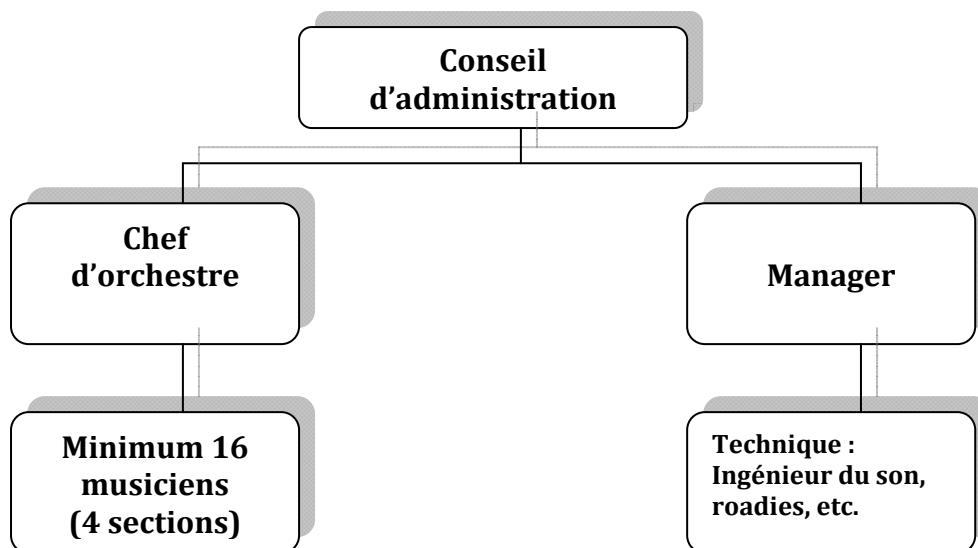 Conseil
d’administration
Chef
d’orchestre
Manager
Minimum 16
musiciens
(4 sections)
Technique :
Ingénieur du son,
roadies, etc.